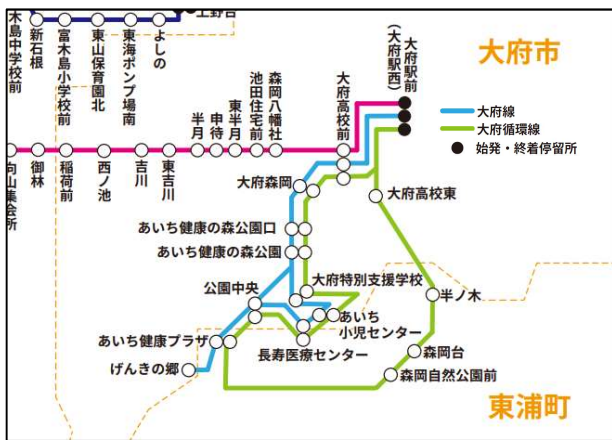 上野台
木島中学校前
新石根
富木島小学校前
東山保育園北
東海ポンプ場南
よしの
大府市
大府駅前
（大府駅西）
大府線
大府循環線
始発・終着停留所
向山集会所
御林
稲荷前
西ノ池
吉川
東吉川
半月
申待
東半月
池田住宅前
森岡八幡社
大府高校前
大府森岡
大府高校東
あいち健康の森公園口
あいち健康の森公園
大府特別支援学校
公園中央
半ノ木
あいち
小児センター
あいち健康プラザ
長寿医療センター
森岡台
げんきの郷
森岡自然公園前
東浦町